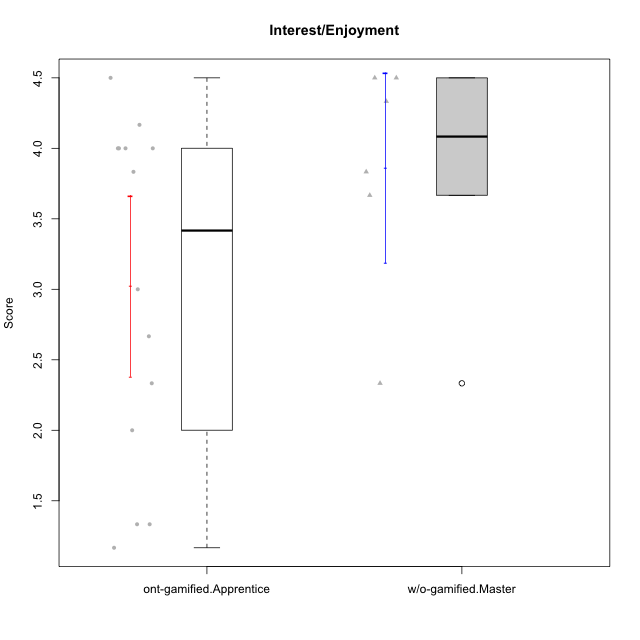 Interest/Enjoyment
Score
4.5
4.0
3.5
3.0
2.5
2.0
1.5
ont-gamified.Apprentice
w/o-gamified.Master